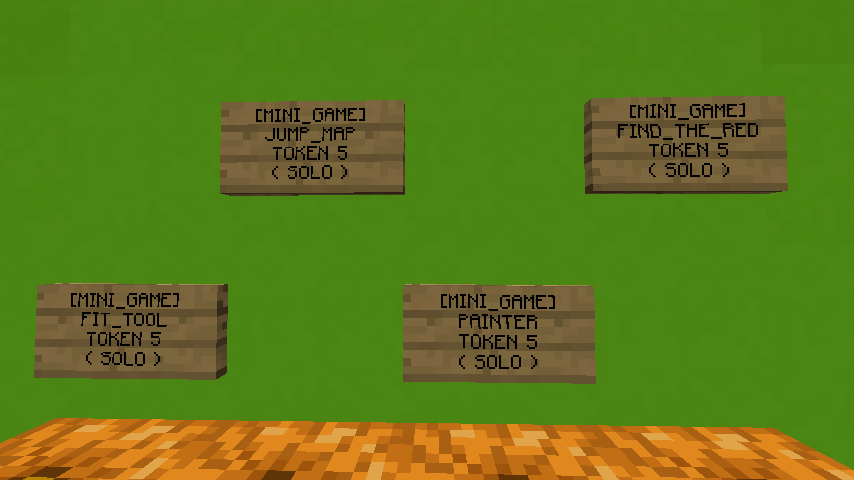 [MINI_GAME]
JUMP_MAP
TOKEN 5
( SOLO )
[MINI_GAME]
FIND_THE_RED
TOKEN 5
( SOLO )
[MINI_GAME]
FIT_TOOL
TOKEN 5
( SOLO )
[MINI_GAME]
PAINTER
TOKEN 5
( SOLO )